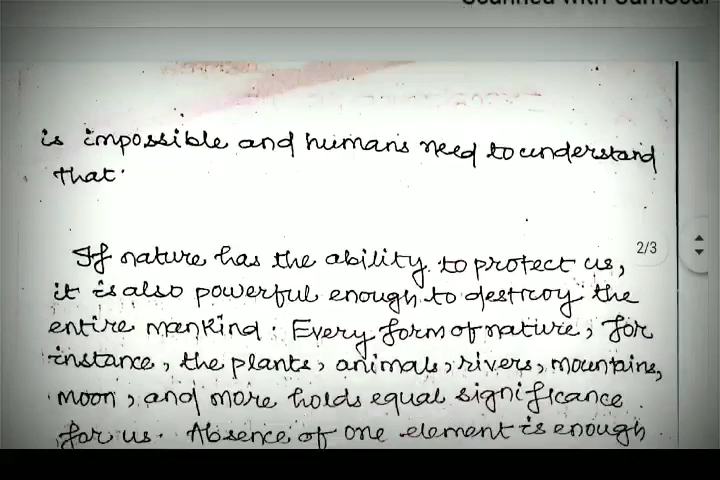 is impossible and humans need to understand
that.
2/3
If nature has the ability to protect us,
it is also powerful enough to destroy the
entire mankind. Every form of nature, for
instance, the plants, animals, rivers, mountains,
moon, and more holds equal significance
for us. Absence of one element is enough